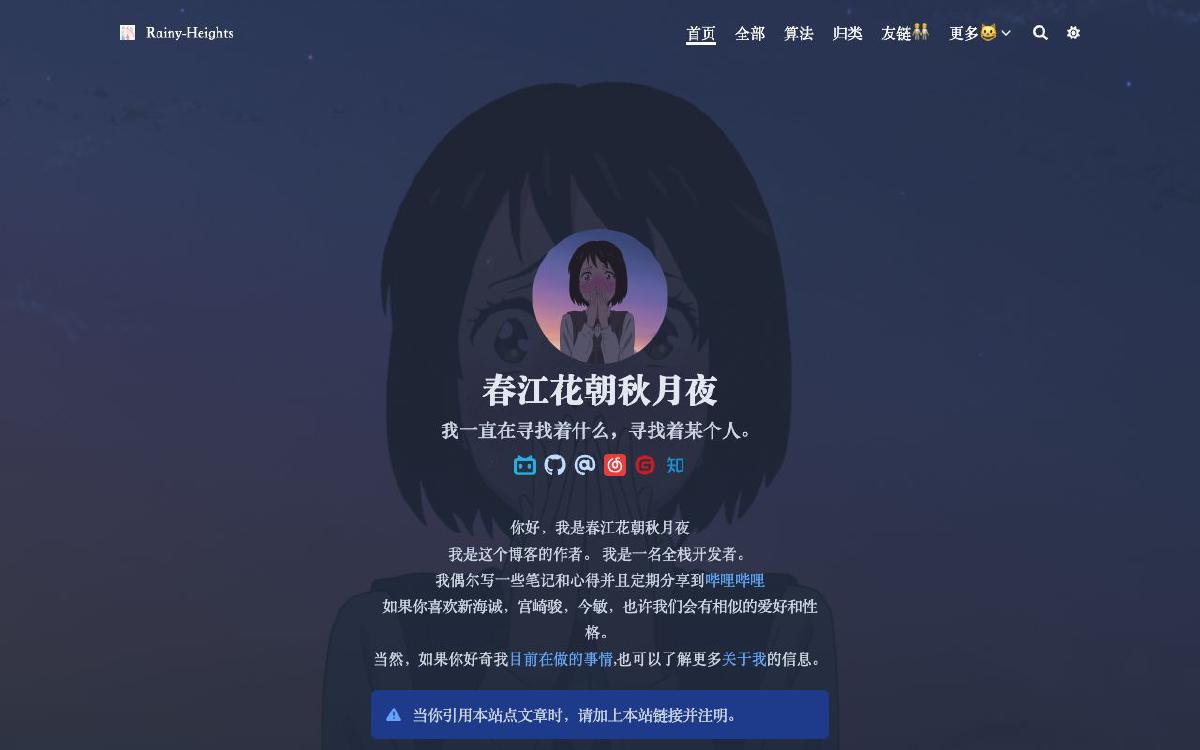 Rainy-Heights
首页 全部 算法 归类 友链 更多
春江花朝秋月夜
我一直在寻找着什么，寻找着某个人。
知
你好，我是春江花朝秋月夜
我是这个博客的作者。 我是一名全栈开发者。
我偶尔写一些笔记和心得并且定期分享到哔哩哔哩
如果你喜欢新海诚，宫崎骏，今敏，也许我们会有相似的爱好和性
格。
当然，如果你好奇我目前在做的事情,也可以了解更多关于我的信息。
当你引用本站点文章时，请加上本站链接并注明。